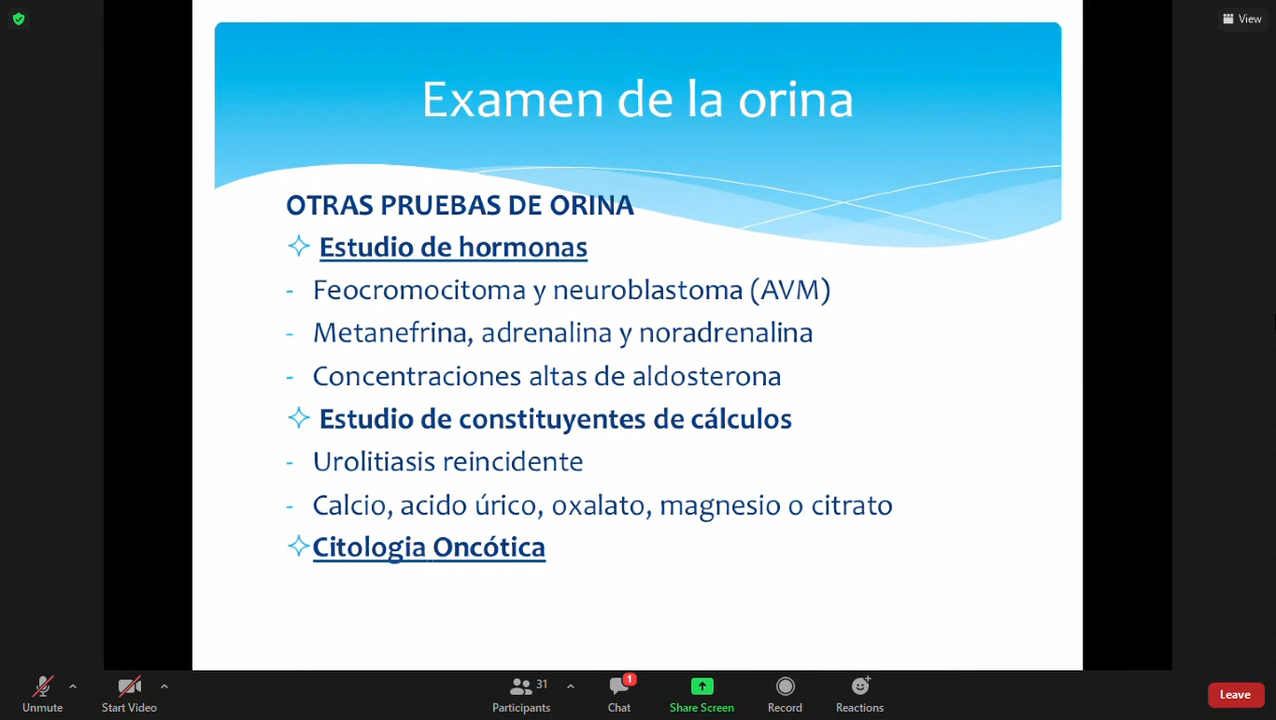 View
Examen de la orina
OTRAS PRUEBAS DE ORINA
Estudio de hormonas
- Feocromocitoma y neuroblastoma (AVM)
- Metanefrina, adrenalina y noradrenalina
- Concentraciones altas de aldosterona
Estudio de constituyentes de cálculos
- Urolitiasis reincidente
- Calcio, acido úrico, oxalato, magnesio o citrato
Citologia Oncótica
31
1
Unmute
Start Video
Participants
Chat
Share Screen
Record
Reactions
Leave